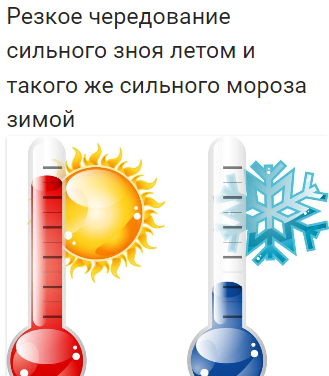 Резкое чередование
сильного зноя летом и
такого же сильного мороза
зимой